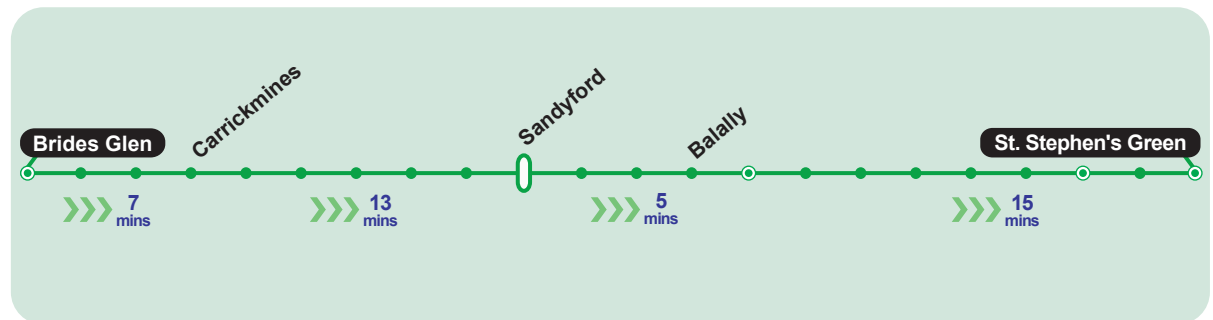 Brides Glen
Carrickmines
Sandyford
Balally
St. Stephen's Green
7
mins
13
mins
5
mins
15
mins